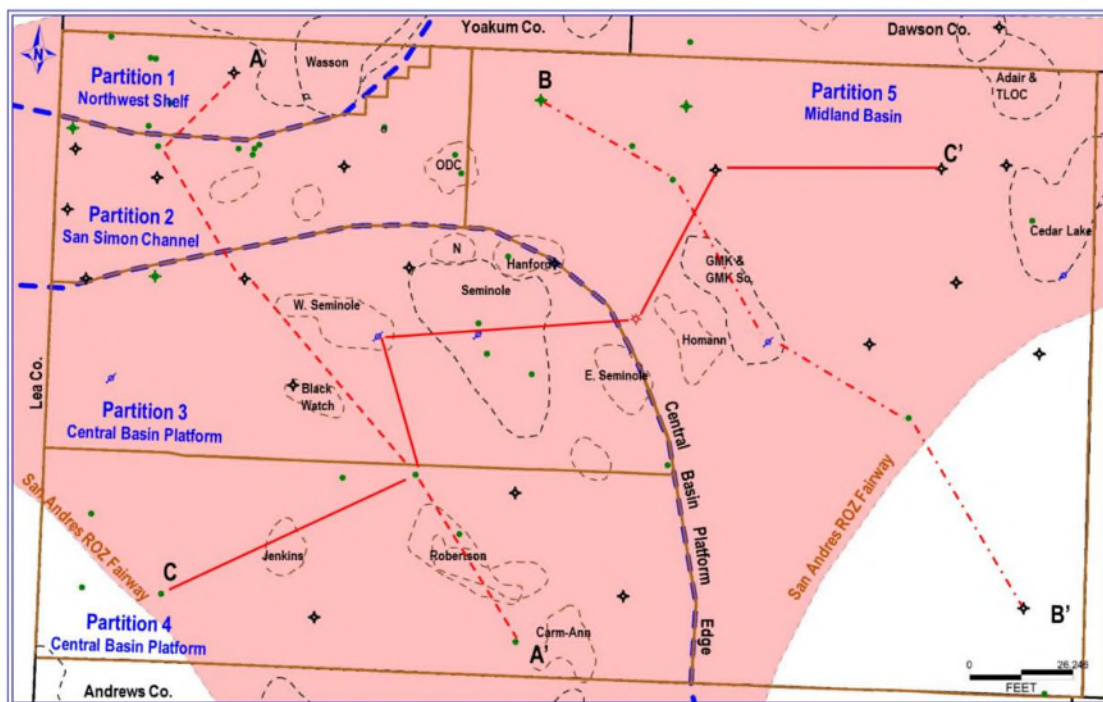 Yoakum Co.
Dawson Co.
N
A
Wasson
Partition 1
Northwest Shelf
B
Partition 5
Midland Basin
Adair &
TLOC
ODC
C'
Partition 2
San Simon Channel
Cedar Lake
N
Hanford
GMK &
GMK So.
Seminole
W. Seminole
Homann
E. Seminole
Black
Watch
Lea Co.
Partition 3
Central Basin Platform
Central Basin Platform Edge
San Andres ROZ Fairway
San Andres ROZ Fairway
Jenkins
Robertson
C
Partition 4
Central Basin Platform
A'
Carm-Ann
B'
0
26,246
FEET
Andrews Co.